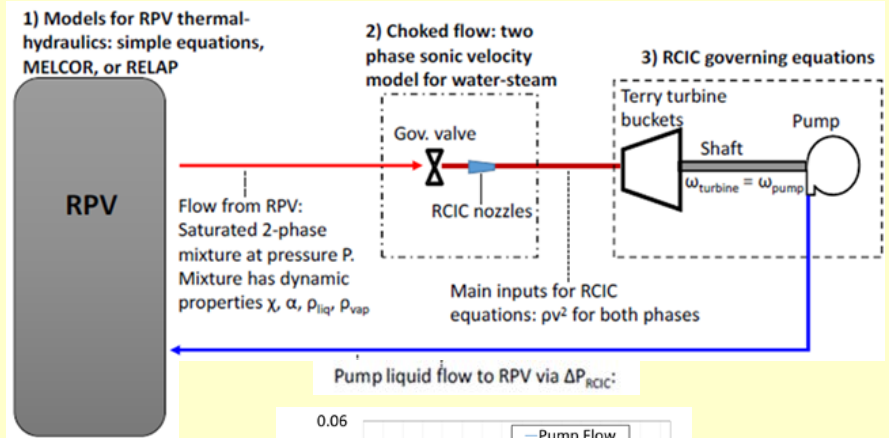 1) Models for RPV thermal-
hydraulics: simple equations,
MELCOR, or RELAP
2) Choked flow: two
phase sonic velocity
model for water-steam
3) RCIC governing equations
RPV
Flow from RPV:
Saturated 2-phase
mixture at pressure P.
Mixture has dynamic
properties χ, α, ρliq, ρvap
Gov. valve
RCIC nozzles
Main inputs for RCIC
equations: ρv² for both phases
Terry turbine
buckets
Shaft
Pump
ωturbine = ωpump
Pump liquid flow to RPV via ΔPRCIC:
0.06
Pump Flow